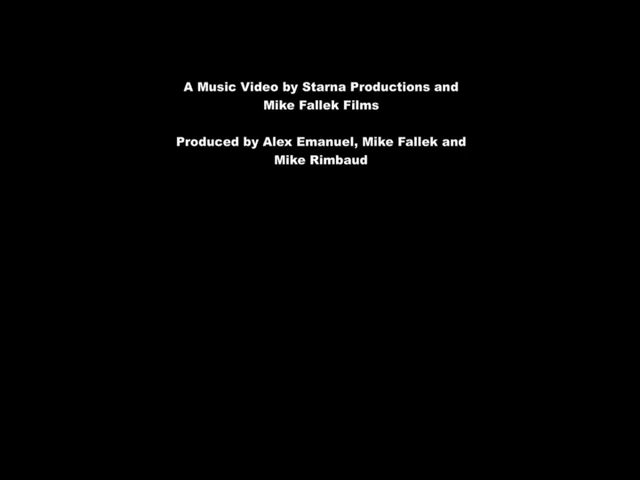 A Music Video by Starna Productions and
Mike Fallek Films
Produced by Alex Emanuel, Mike Fallek and
Mike Rimbaud